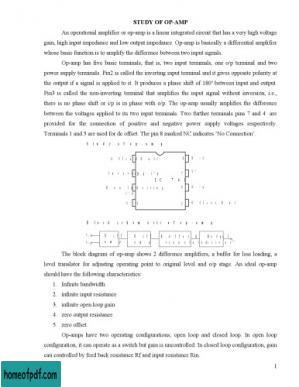 STUDY OF OP-AMP
An operational amplifier or op-amp is a linear integrated circuit that has a very high voltage
gain, high input impedance and low output impedance. Op-amp is basically a differential amplifier
whose basic function is to amplify the difference between two input signals.
Op-amp has five basic terminals, that is, two input terminals, one o/p terminal and two
power supply terminals. Pin2 is called the inverting input terminal and it gives opposite polarity at
the output if a signal is applied to it. It produces a phase shift of 180° between input and output.
Pin3 is called the non-inverting terminal that amplifies the input signal without inversion, i.e.,
there is no phase shift or i/p is in phase with o/p. The op-amp usually amplifies the difference
between the voltages applied to its two input terminals. Two further terminals pins 7 and 4 are
provided for the connection of positive and negative power supply voltages respectively.
Terminals 1 and 5 are used for dc offset. The pin 8 marked NC indicates 'No Connection'.
The block diagram of op-amp shows 2 difference amplifiers, a buffer for less loading, a
level translator for adjusting operating point to original level and o/p stage. An ideal op-amp
should have the following characteristics:
1. Infinite bandwidth
2. infinite input resistance
3. infinite open loop gain
4. zero output resistance
5. zero offset
Op-amps have two operating configurations, open loop and closed loop. In open loop
configuration, it can operate as a switch but gain is uncontrolled. In closed loop configuration, gain
can controlled by feed back resistance Rf and input resistance Rin.
1
homeofpdf.com